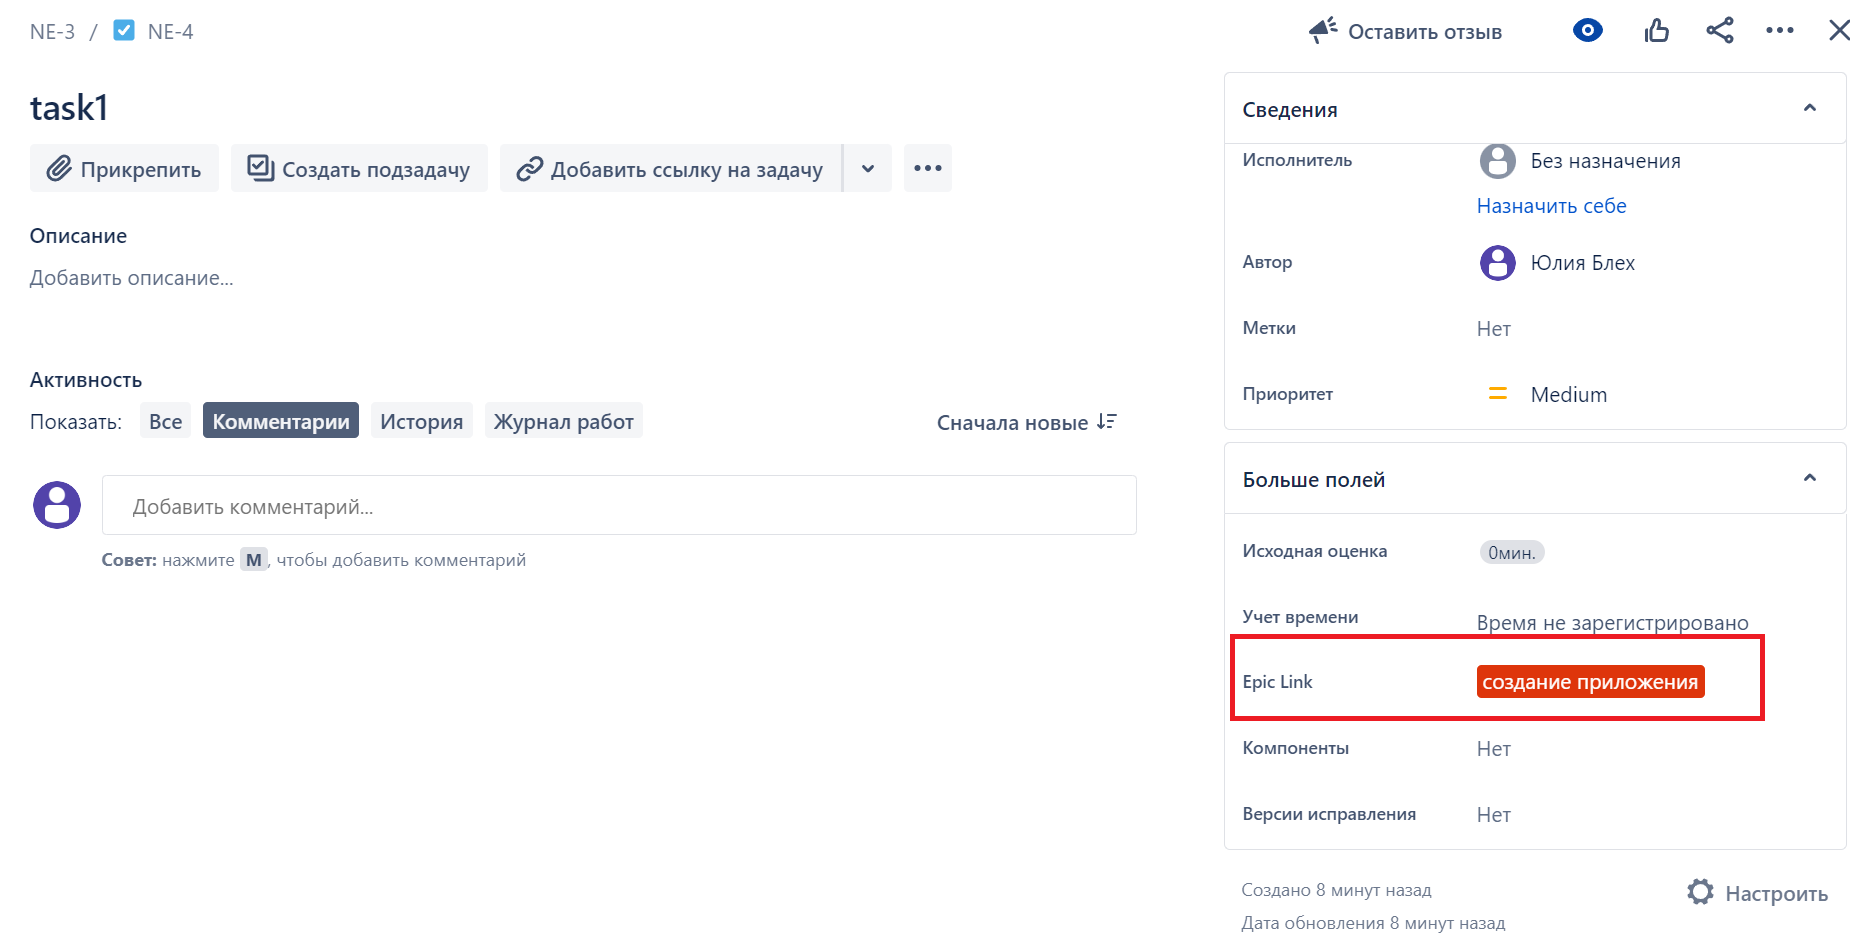 NE-3 / NE-4
Оставить отзыв
task1
Прикрепить
Создать подзадачу
Добавить ссылку на задачу
Описание
Добавить описание...
Активность
Показать: Все Комментарии История Журнал работ
Сначала новые
Добавить комментарий...
Совет: нажмите M, чтобы добавить комментарий
Сведения
Исполнитель Без назначения
Назначить себе
Автор Юлия Блех
Метки Нет
Приоритет Medium
Больше полей
Исходная оценка 0мин.
Учет времени Время не зарегистрировано
Epic Link создание приложения
Компоненты Нет
Версии исправления Нет
Создано 8 минут назад
Настроить
Дата обновления 8 минут назад